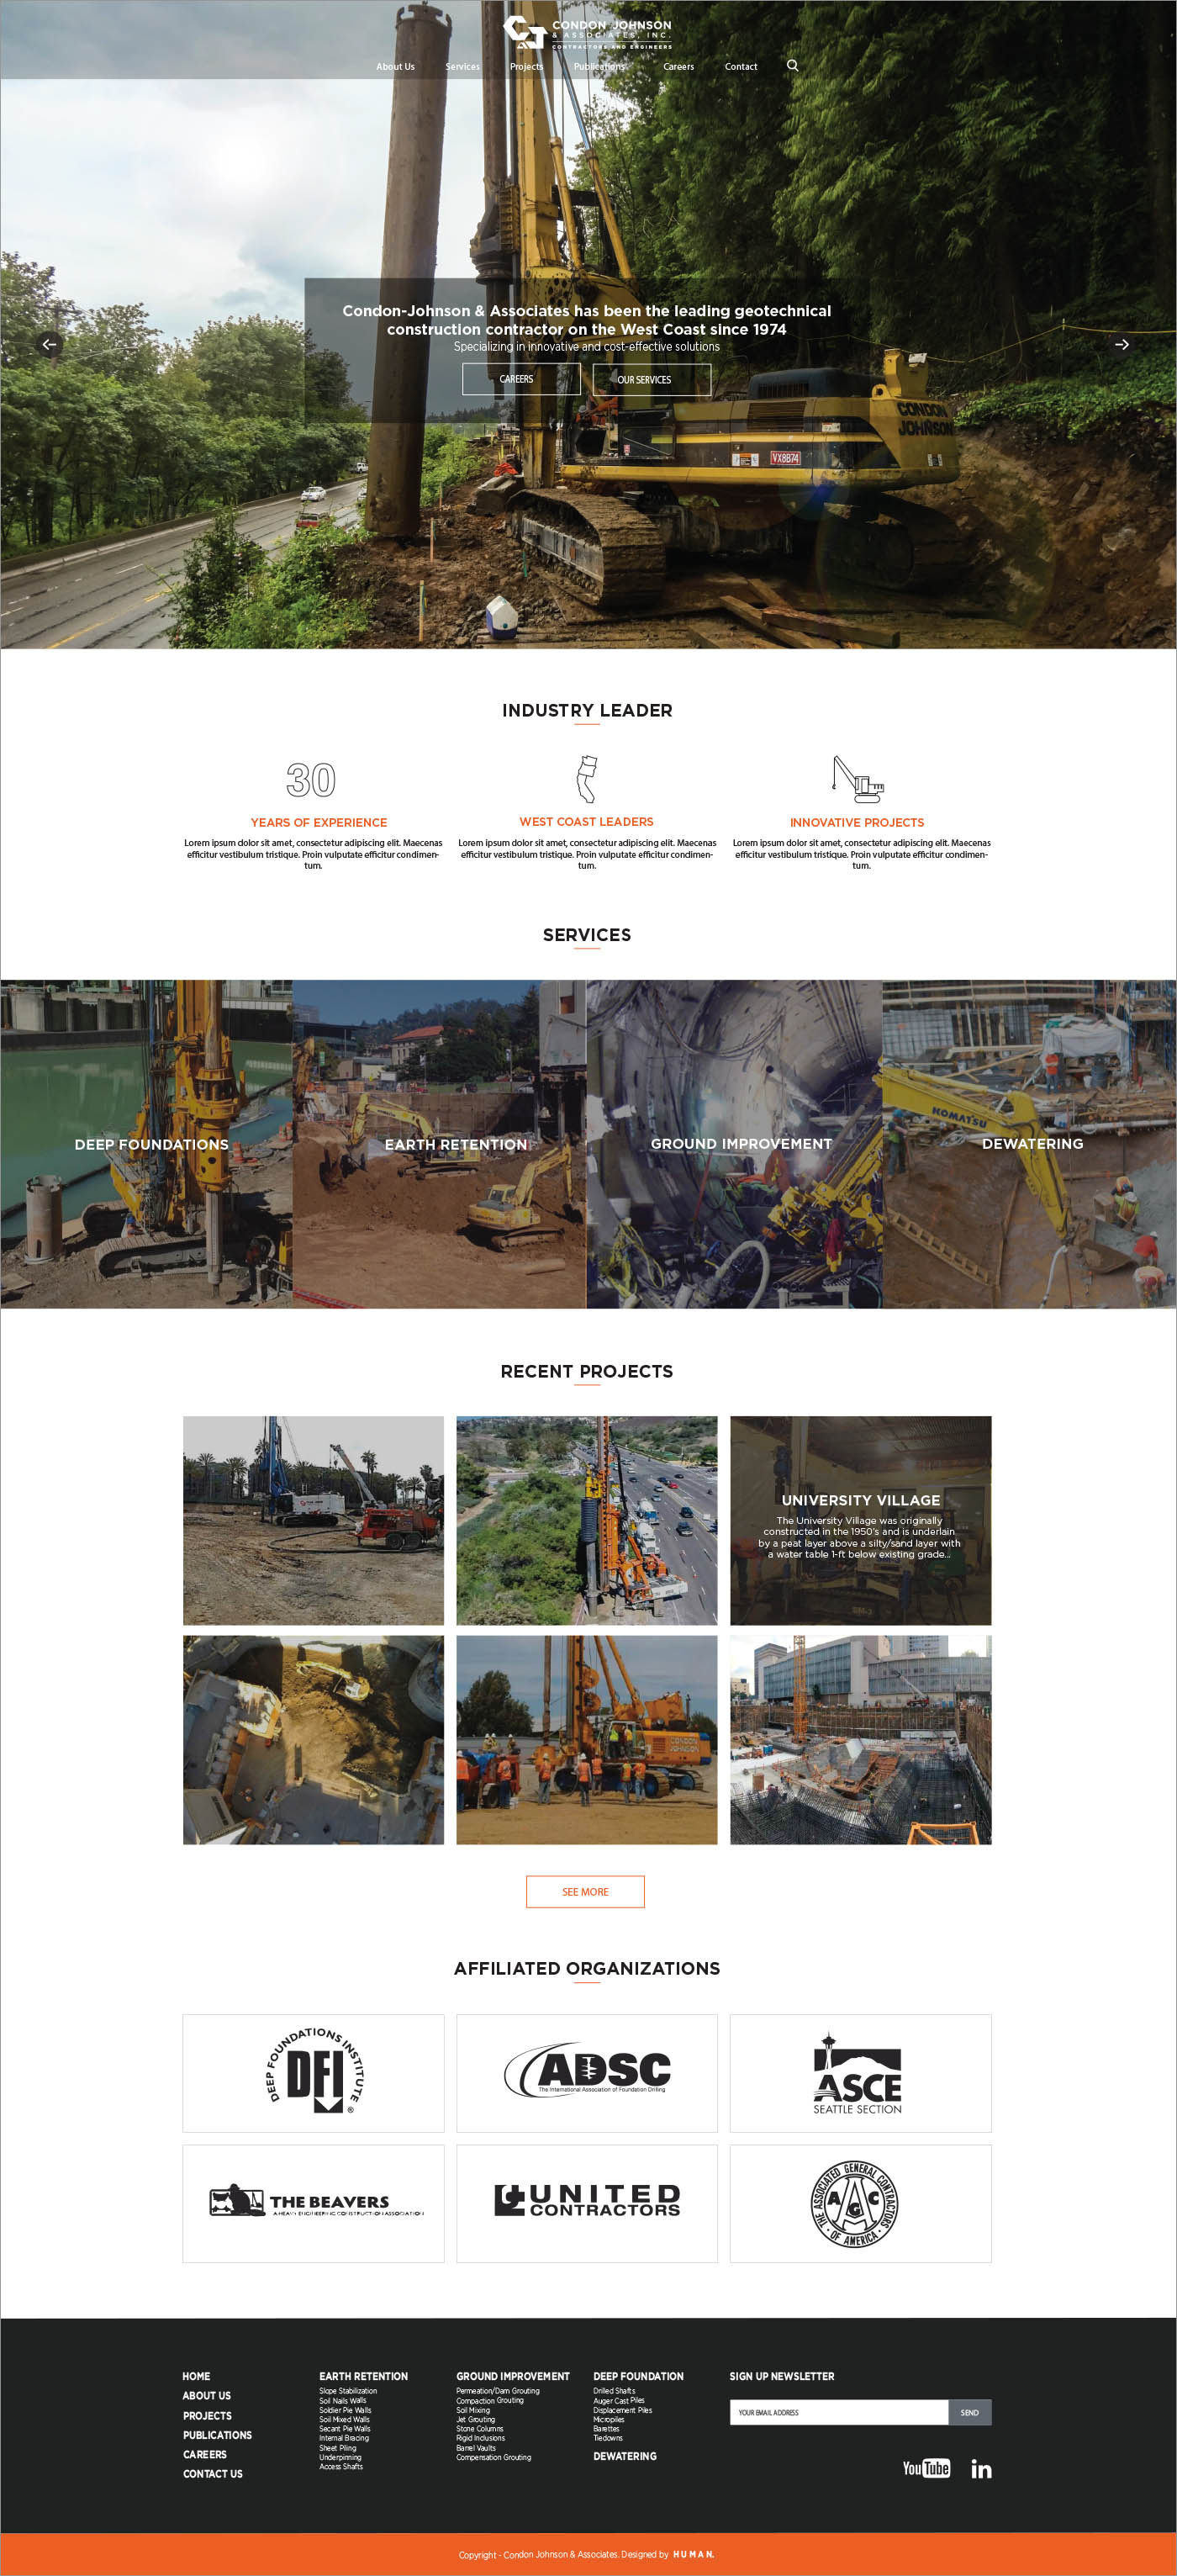 CONDON JOHNSON
& ASSOCIATES, INC.
CONTRACTORS AND ENGINEERS
About Us Services Projects Publications Careers Contact
Condon-Johnson & Associates has been the leading geotechnical
construction contractor on the West Coast since 1974
Specializing in innovative and cost-effective solutions
CAREERS OUR SERVICES
CONDON
JOHNSON
VX8B74
INDUSTRY LEADER
30
YEARS OF EXPERIENCE
Lorem ipsum dolor sit amet, consectetur adipiscing elit. Maecenas
efficitur vestibulum tristique. Proin vulputate efficitur condimen-
tum.
WEST COAST LEADERS
Lorem ipsum dolor sit amet, consectetur adipiscing elit. Maecenas
efficitur vestibulum tristique. Proin vulputate efficitur condimen-
tum.
INNOVATIVE PROJECTS
Lorem ipsum dolor sit amet, consectetur adipiscing elit. Maecenas
efficitur vestibulum tristique. Proin vulputate efficitur condimen-
tum.
SERVICES
DEEP FOUNDATIONS
EARTH RETENTION
GROUND IMPROVEMENT
DEWATERING
KOMATSU
RECENT PROJECTS
UNIVERSITY VILLAGE
The University Village was originally
constructed in the 1950's and is underlain
by a peat layer above a silty/sand layer with
a water table 1-ft below existing grade...
CONDON
JOHNSON
SEE MORE
AFFILIATED ORGANIZATIONS
DEEP FOUNDATIONS INSTITUTE
DFI
®
ADSC
The International Association of Foundation Drilling
ASCE
SEATTLE SECTION
THE BEAVERS
A HEAVY ENGINEERING CONSTRUCTION ASSOCIATION
UNITED
CONTRACTORS
THE ASSOCIATED GENERAL CONTRACTORS
OF AMERICA
AGC
HOME
ABOUT US
PROJECTS
PUBLICATIONS
CAREERS
CONTACT US
EARTH RETENTION
Slope Stabilization
Soil Nails Walls
Soldier Pie Walls
Soil Mixed Walls
Secant Pie Walls
Internal Bracing
Sheet Piling
Underpinning
Access Shafts
GROUND IMPROVEMENT
Permeation/Dam Grouting
Compaction Grouting
Soil Mixing
Jet Grouting
Stone Columns
Rigid Inclusions
Barrel Vaults
Compensation Grouting
DEEP FOUNDATION
Drilled Shafts
Auger Cast Piles
Displacement Piles
Micropiles
Barettes
Tiedowns
DEWATERING
SIGN UP NEWSLETTER
YOUR EMAIL ADDRESS SEND
YouTube in
Copyright - Condon Johnson & Associates. Designed by HUMAN.